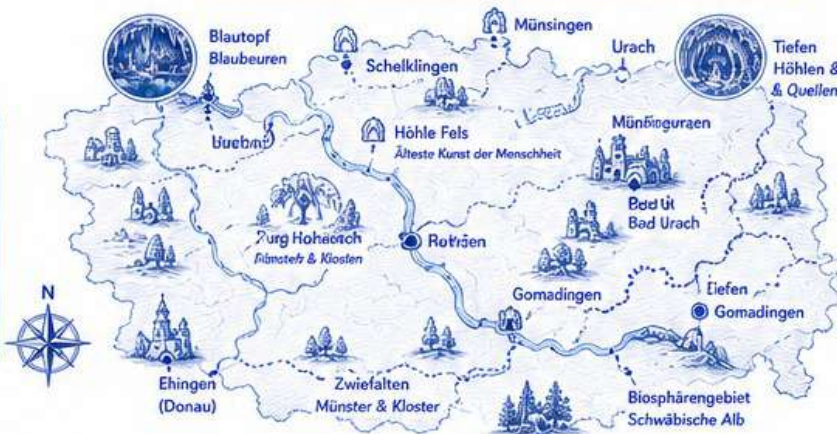 Blautopf
Blaubeuren
Schelklingen
Münsingen
Urach
Tiefen
Höhlen &
& Quellen
Höhle Fels
Älteste Kunst der Menschheit
Bad Urach
Gomadingen
Gomadingen
N
Ehingen
(Donau)
Zwiefalten
Münster & Kloster
Biosphärengebiet
Schwäbische Alb